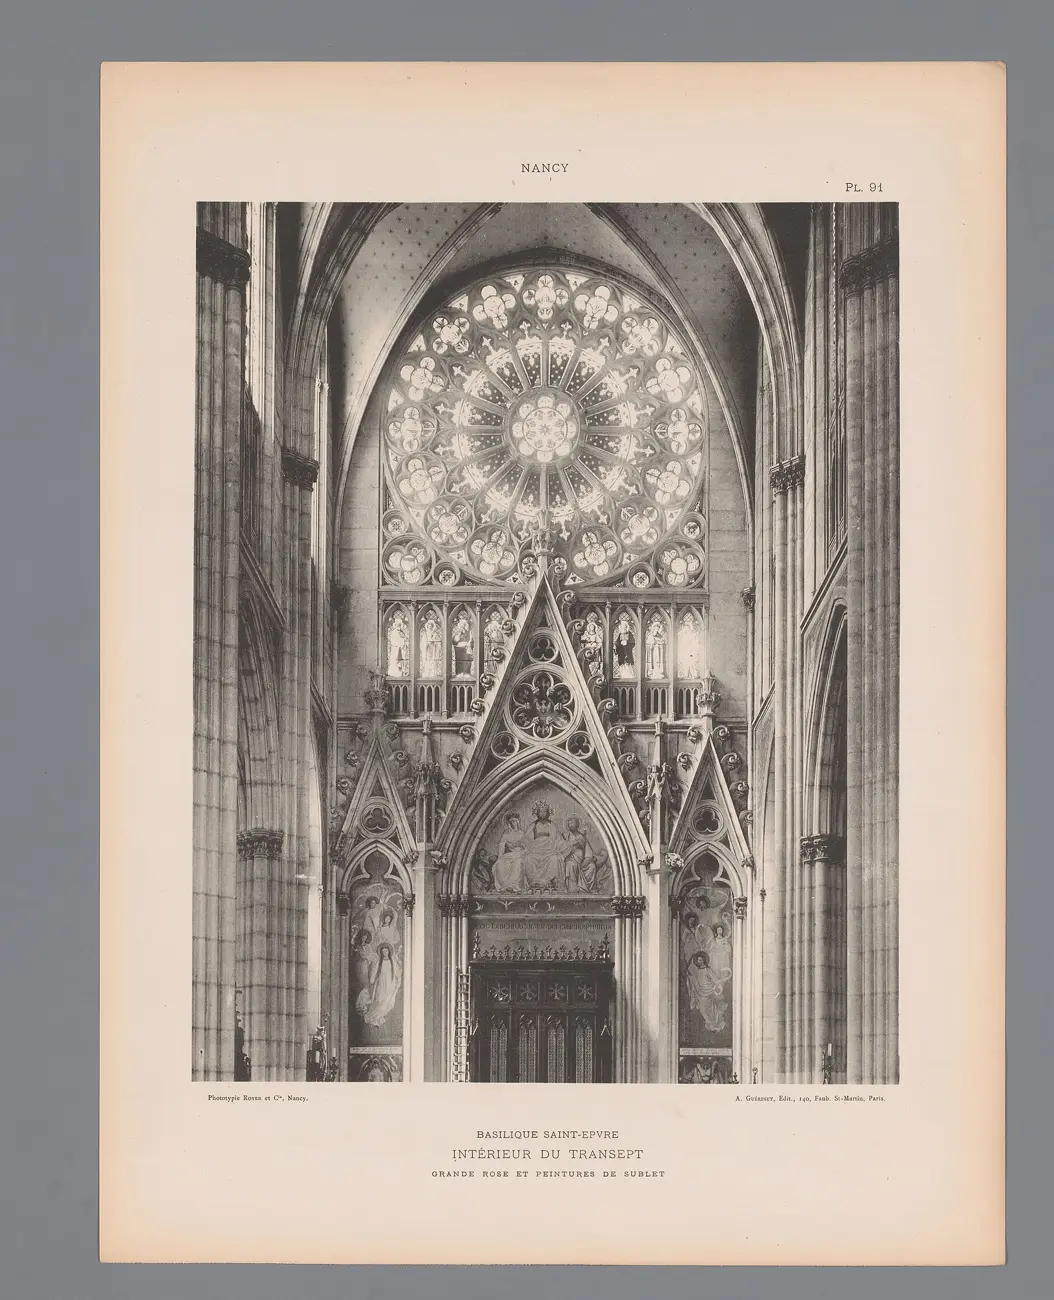 NANCY
PL. 91
Phototypie ROYER et Cie, Nancy.
A. GUÉRINET, Edit., 140, Faub. St-Martin, Paris.
BASILIQUE SAINT-EPVRE
INTÉRIEUR DU TRANSEPT
GRANDE ROSE ET PEINTURES DE SUBLET